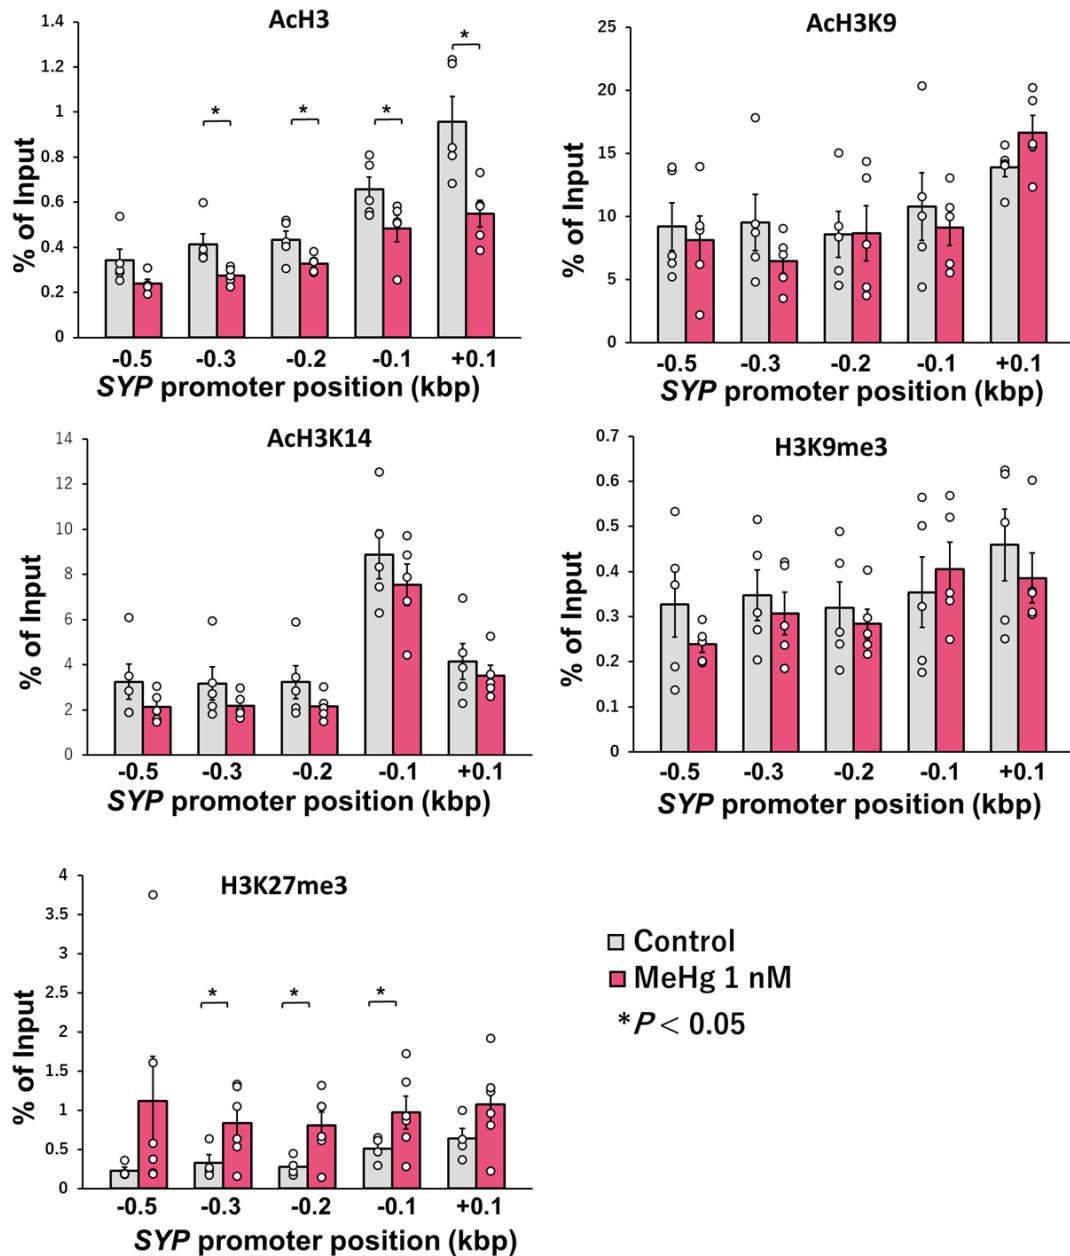 AcH3
% of Input
1.4
1.2
1
0.8
0.6
0.4
0.2
0
*
*
*
*
-0.5 -0.3 -0.2 -0.1 +0.1
SYP promoter position (kbp)
AcH3K9
% of Input
25
20
15
10
5
0
-0.5 -0.3 -0.2 -0.1 +0.1
SYP promoter position (kbp)
AcH3K14
% of Input
14
12
10
8
6
4
2
0
-0.5 -0.3 -0.2 -0.1 +0.1
SYP promoter position (kbp)
H3K9me3
% of Input
0.7
0.6
0.5
0.4
0.3
0.2
0.1
0
-0.5 -0.3 -0.2 -0.1 +0.1
SYP promoter position (kbp)
H3K27me3
% of Input
4
3.5
3
2.5
2
1.5
1
0.5
0
* * *
-0.5 -0.3 -0.2 -0.1 +0.1
SYP promoter position (kbp)
Control
MeHg 1 nM
*P < 0.05